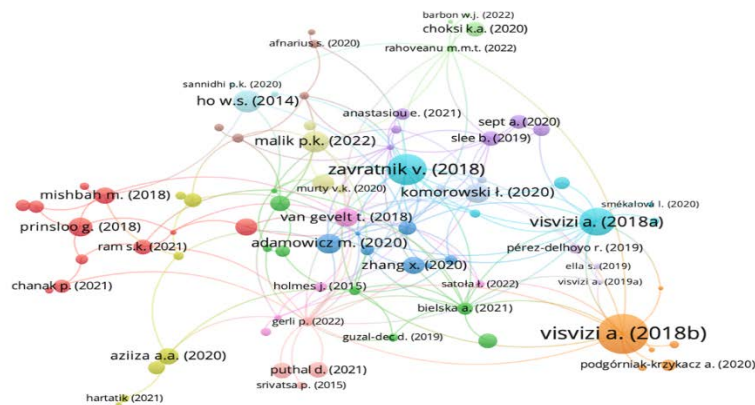 barbon w.j. (2022)
choksi k.a. (2020)
afnarius s. (2020)
rahoveanu m.m.t. (2022)
sannidhi p.k. (2020)
ho w.s. (2014)
anastasiou e. (2021)
sept a. (2020)
malik p.k. (2022)
slee b. (2019)
zavratnik v. (2018)
mishbah m. (2018)
murty v.k. (2020)
komorowski ł. (2020)
smékalová l. (2020)
prinsloo g. (2018)
van gevelt t. (2018)
visvizi a. (2018a)
ram s.k. (2021)
adamowicz m. (2020)
pérez-delhoyo r. (2019)
zhang x. (2020)
ella s. (2019)
chanak p. (2021)
holmes j. (2015)
satoła ł. (2022)
visvizi a. (2019a)
bielska a. (2021)
gerli p. (2022)
visvizi a. (2018b)
guzal-dec d. (2019)
aziiza a.a. (2020)
podgórniak-krzykacz a. (2020)
puthal d. (2021)
srivatsa p. (2015)
hartatik (2021)